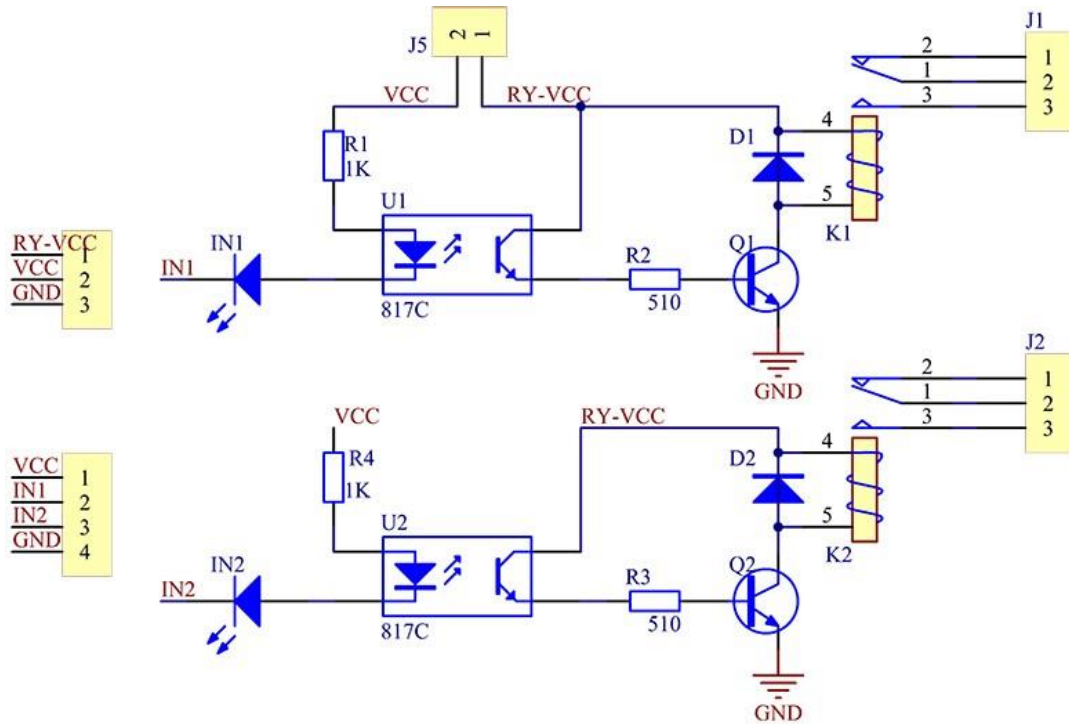 J5
2
1
VCC
RY-VCC
R1
1K
U1
817C
RY-VCC
1
VCC
2
GND
3
IN1
IN1
R2
510
D1
Q1
GND
4
5
K1
J1
2
1
1
2
3
3
VCC
R4
1K
U2
817C
VCC
1
IN1
2
IN2
3
GND
4
IN2
IN2
RY-VCC
R3
510
D2
Q2
GND
4
5
K2
J2
2
1
1
2
3
3